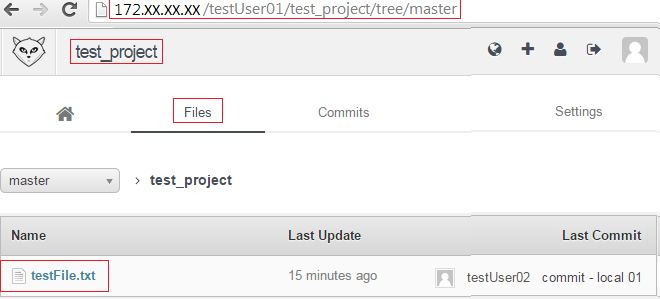 172.xx.xx.xx/testUser01/test_project/tree/master
test_project
Files Commits Settings
master > test_project
Name Last Update Last Commit
testFile.txt 15 minutes ago testUser02 commit - local 01